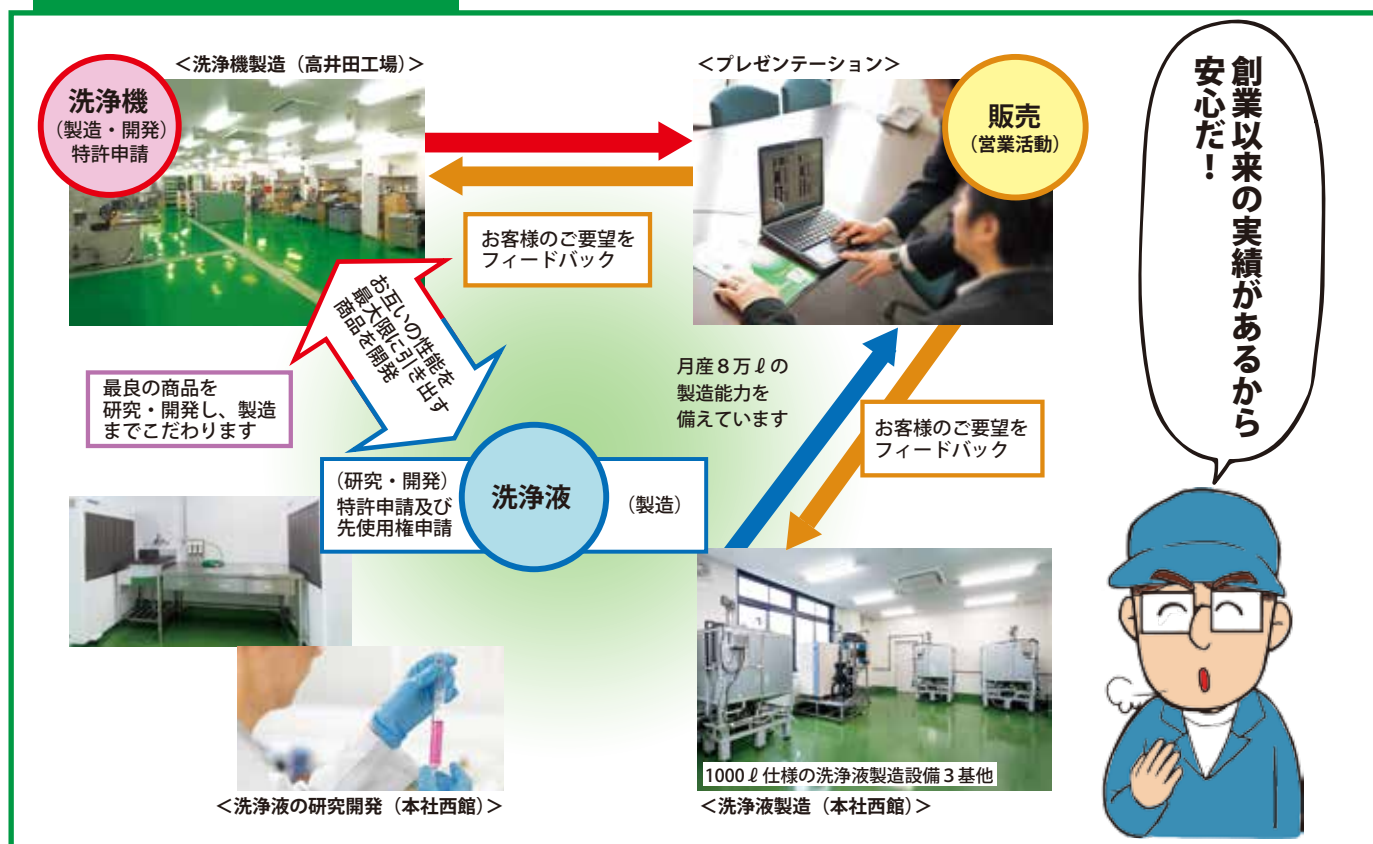 ＜洗浄機製造（高井田工場）＞
洗浄機
（製造・開発）
特許申請
＜プレゼンテーション＞
販売
（営業活動）
お客様のご要望を
フィードバック
お互いの性能を
最大限に引き出す
商品を開発
最良の商品を
研究・開発し、製造
までこだわります
月産８万ℓの
製造能力を
備えています
お客様のご要望を
フィードバック
（研究・開発）
特許申請及び
先使用権申請
洗浄液
（製造）
1000ℓ仕様の洗浄液製造設備３基他
＜洗浄液の研究開発（本社西館）＞
＜洗浄液製造（本社西館）＞
創業以来の実績があるから
安心だ！